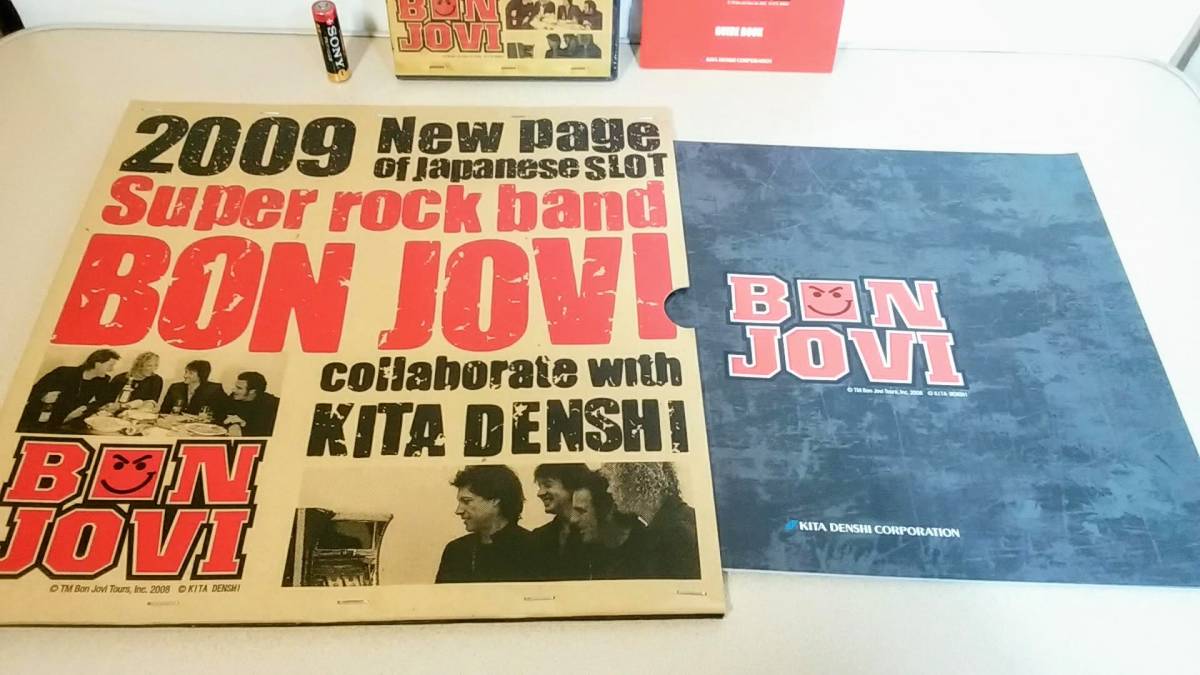 SONY
BON
JOVI
GUIDE BOOK
KITA DENSHI CORPORATION
2009 New page
of Japanese SLOT
Super rock band
BON JOVI
collaborate with
KITA DENSHI
BON
JOVI
© TM Bon Jovi Tours, Inc. 2008 © KITA DENSHI
BON
JOVI
© TM Bon Jovi Tours, Inc. 2008 © KITA DENSHI
KITA DENSHI CORPORATION